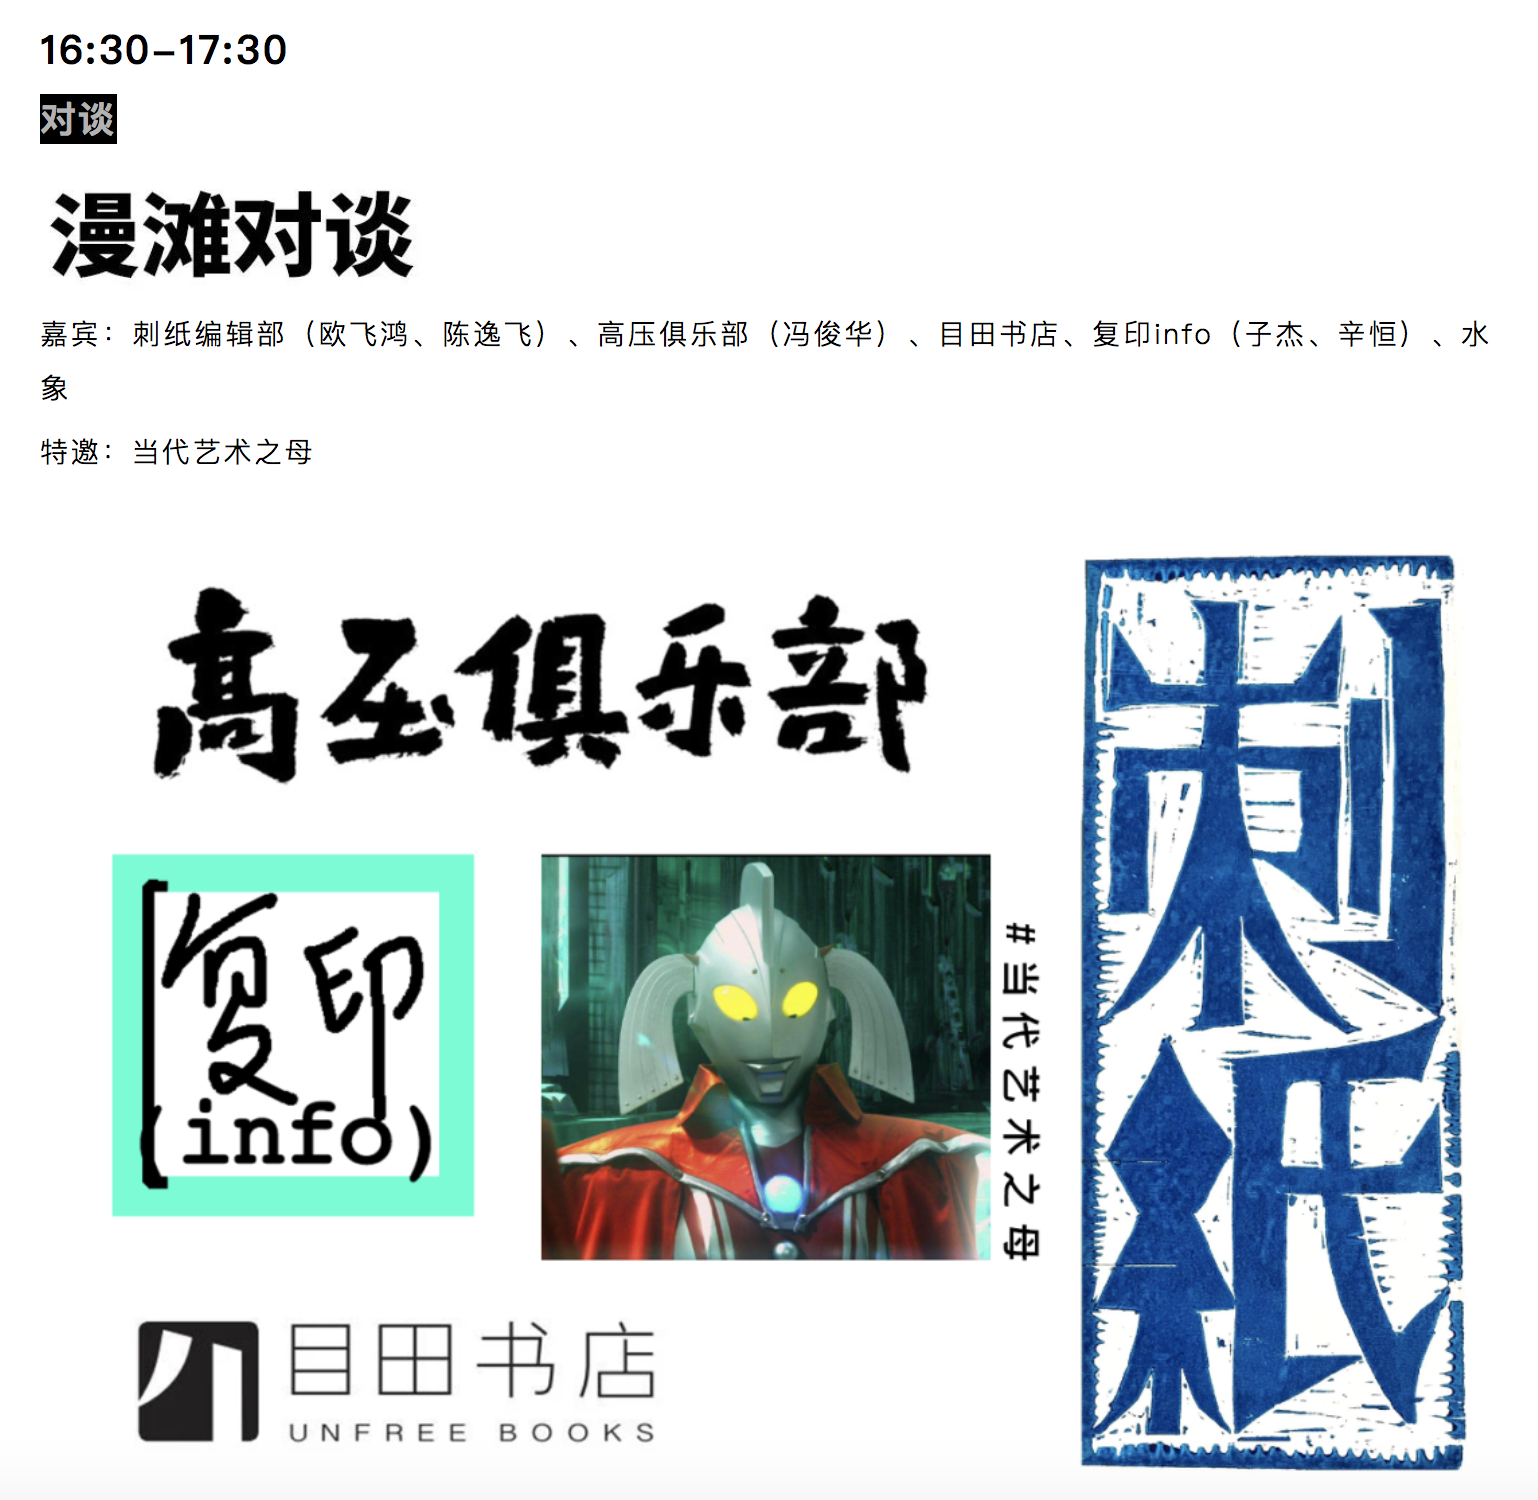 16:30–17:30
对谈
漫滩对谈
嘉宾：刺纸编辑部（欧飞鸿、陈逸飞）、高压俱乐部（冯俊华）、目田书店、复印info（子杰、辛恒）、水
象
特邀：当代艺术之母
高压俱乐部
复印
(info)
#当代艺术之母
刺紙
目田书店
UNFREE BOOKS